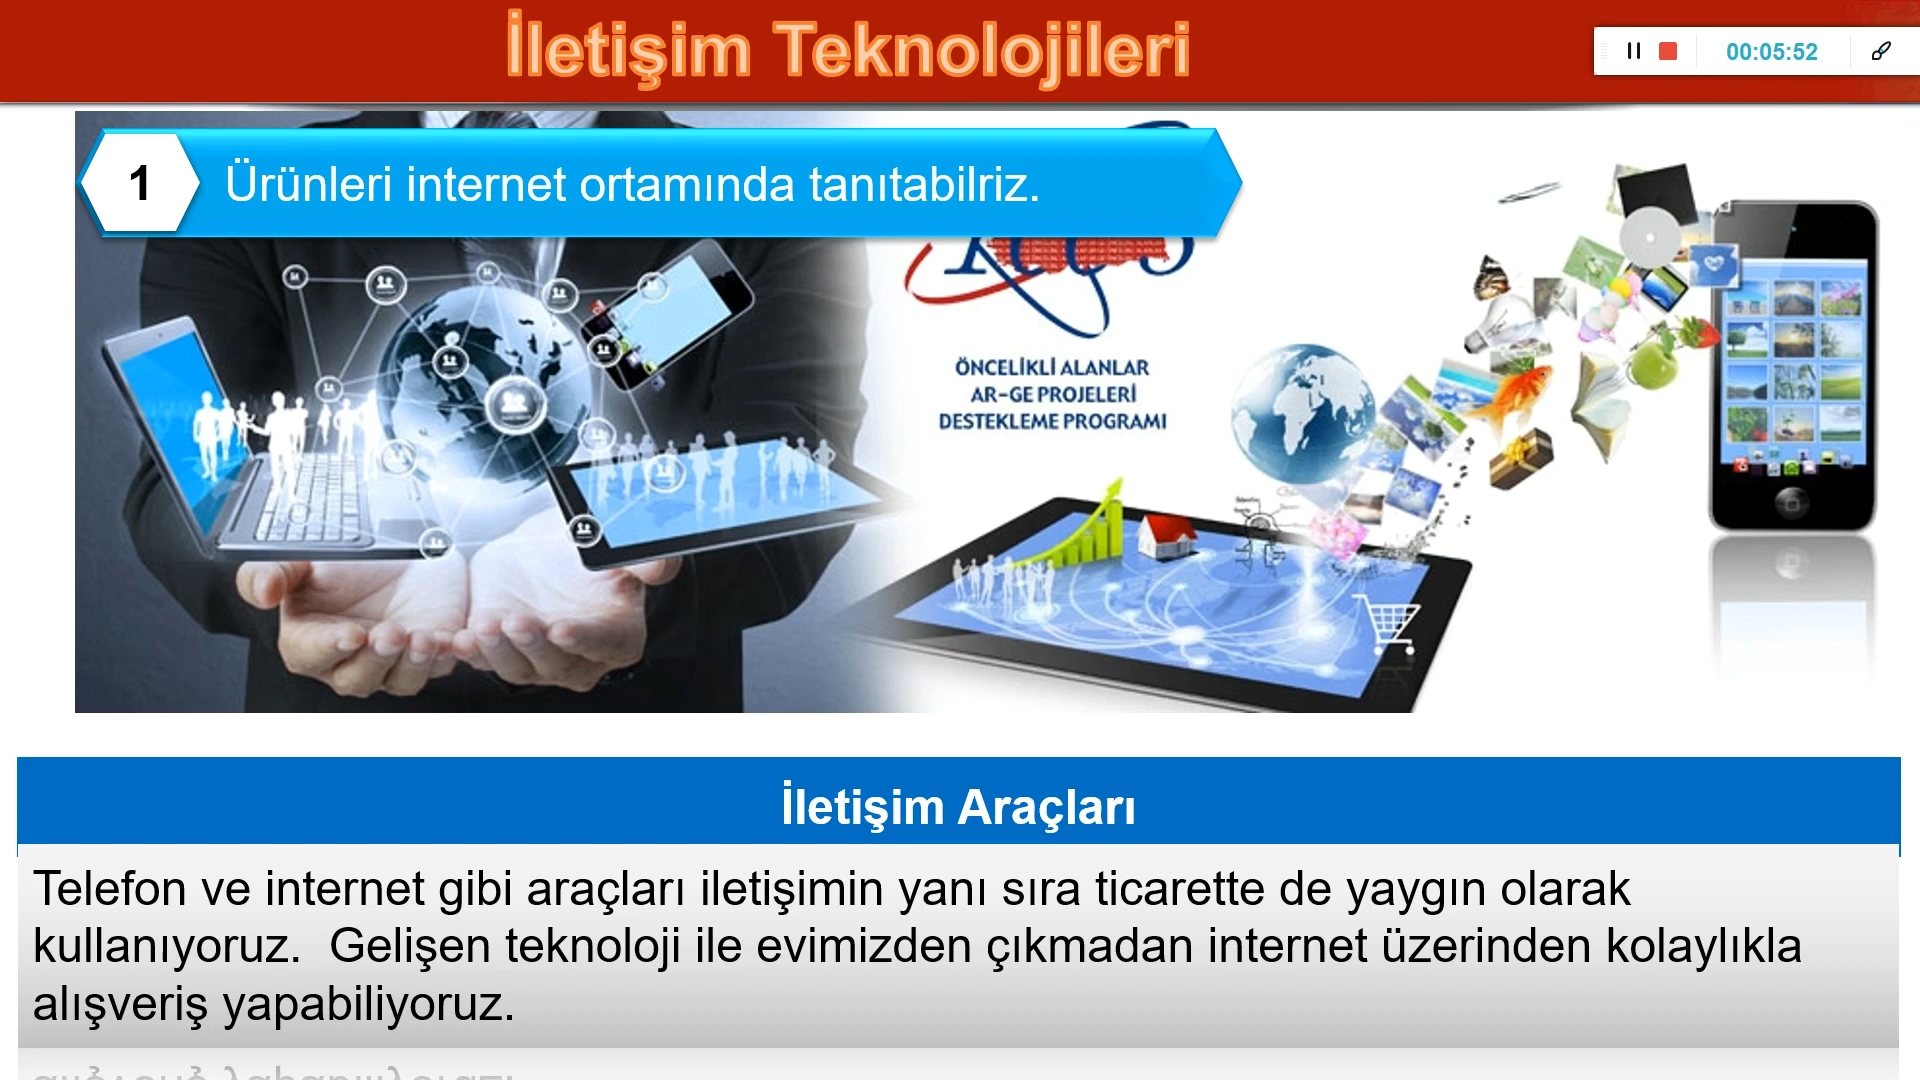 İletişim Teknolojileri
00:05:52
1
Ürünleri internet ortamında tanıtabilriz.
ÖNCELİKLİ ALANLAR
AR-GE PROJELERİ
DESTEKLEME PROGRAMI
İletişim Araçları
Telefon ve internet gibi araçları iletişimin yanı sıra ticarette de yaygın olarak
kullanıyoruz.  Gelişen teknoloji ile evimizden çıkmadan internet üzerinden kolaylıkla
alışveriş yapabiliyoruz.